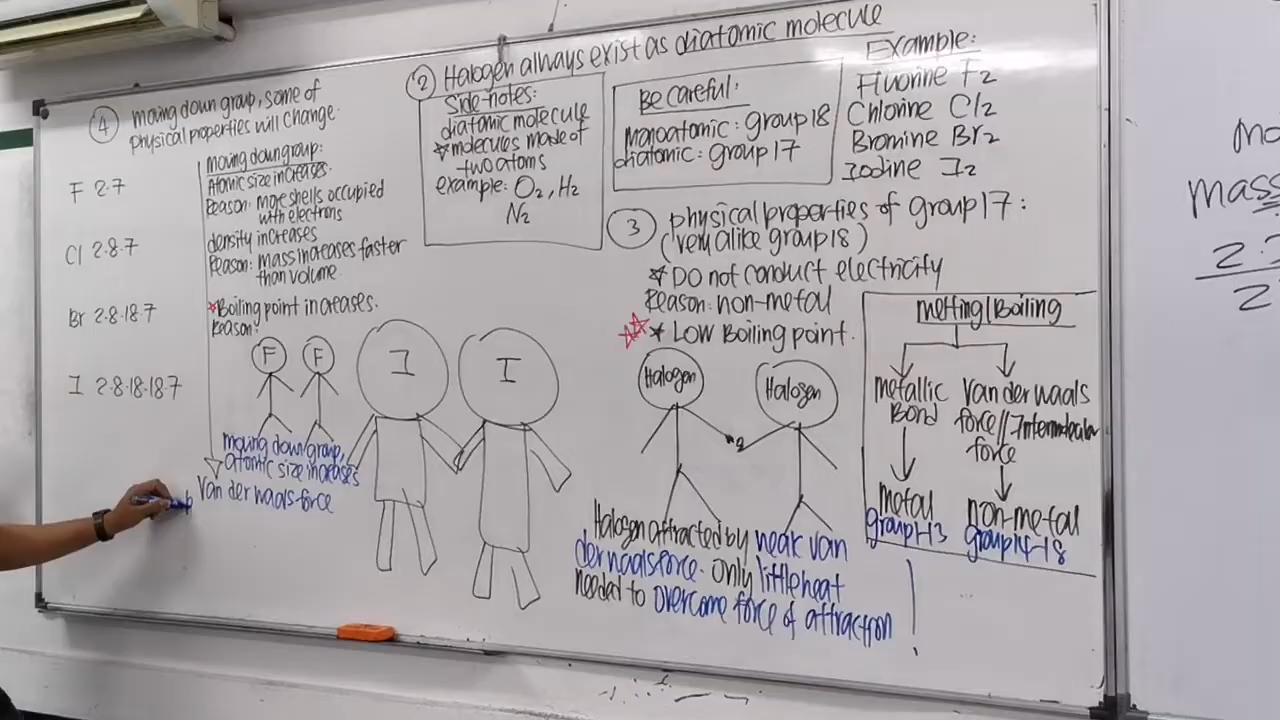 ④ moving down group, some of
physical properties will change.
F 2.7
Cl 2.8.7
Br 2.8.18.7
I 2.8.18.18.7
moving down group:
Atomic size increases.
Reason: more shells occupied
with electrons
density increases
Reason: mass increases faster
than volume.
*Boiling point increases.
Reason:
F
F
I
I
moving down group,
atomic size increases
Van der waals force
② Halogen always exist as diatomic molecule
Side-notes:
diatomic molecule
* molecules made of
two atoms
example: O2, H2
N2
Be careful:
monoatomic: group 18
diatomic: group 17
Example:
Fluorine F2
Chlorine Cl2
Bromine Br2
Iodine I2
③ physical properties of group 17:
(very alike group 18)
* Do not conduct electricity
Reason: non-metal
* Low Boiling point.
Halogen
Halogen
Halogen attracted by weak van
der waals force. Only little heat
needed to overcome force of attraction
!
melting/Boiling
metallic
Bond
metal
group 1-13
van der waals
force//Intermolecular
force
non-metal
group 14-18
mass
2.
2